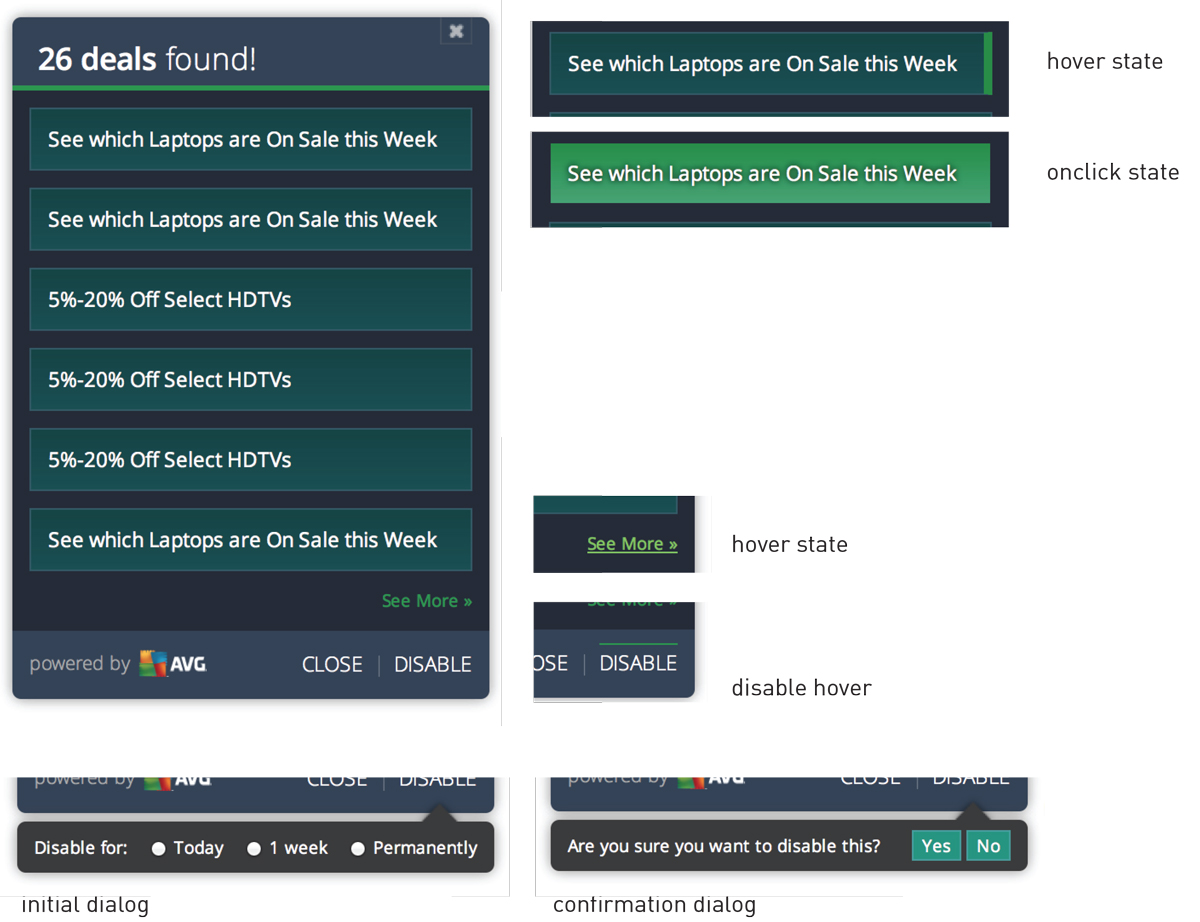 26 deals found!
See which Laptops are On Sale this Week
See which Laptops are On Sale this Week
5%-20% Off Select HDTVs
5%-20% Off Select HDTVs
5%-20% Off Select HDTVs
See which Laptops are On Sale this Week
See More »
powered by AVG CLOSE DISABLE
See which Laptops are On Sale this Week
hover state
See which Laptops are On Sale this Week
onclick state
See More »
hover state
See More »
OSE DISABLE
disable hover
powered by AVG CLOSE DISABLE
Disable for: Today 1 week Permanently
initial dialog
powered by AVG CLOSE DISABLE
Are you sure you want to disable this? Yes No
confirmation dialog